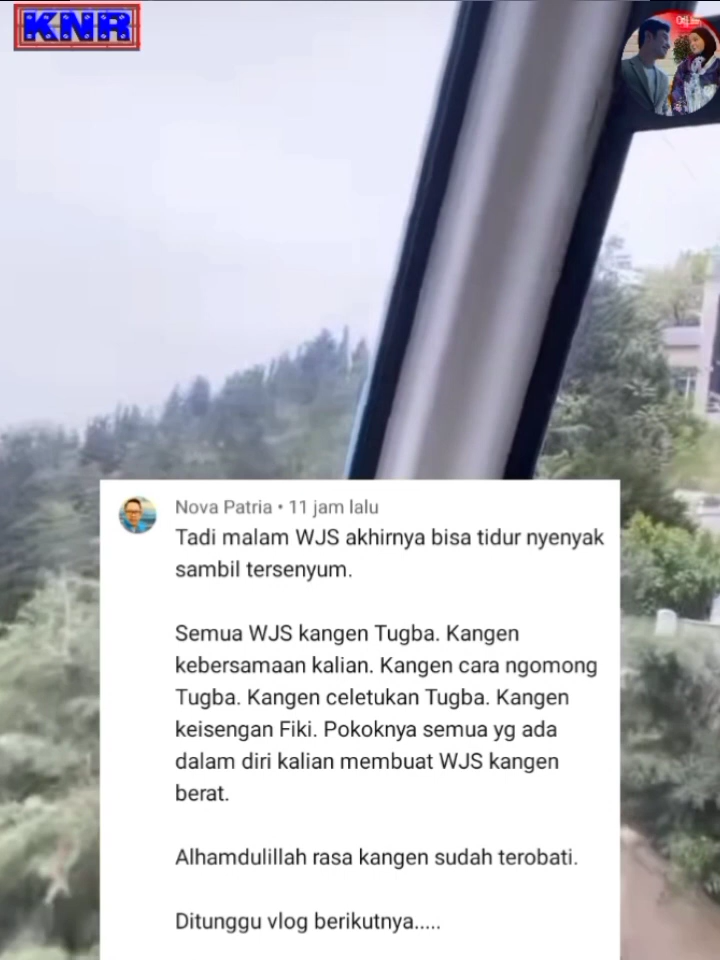 KNR
Nova Patria • 11 jam lalu
Tadi malam WJS akhirnya bisa tidur nyenyak
sambil tersenyum.
Semua WJS kangen Tugba. Kangen
kebersamaan kalian. Kangen cara ngomong
Tugba. Kangen celetukan Tugba. Kangen
keisengan Fiki. Pokoknya semua yg ada
dalam diri kalian membuat WJS kangen
berat.
Alhamdulillah rasa kangen sudah terobati.
Ditunggu vlog berikutnya.....